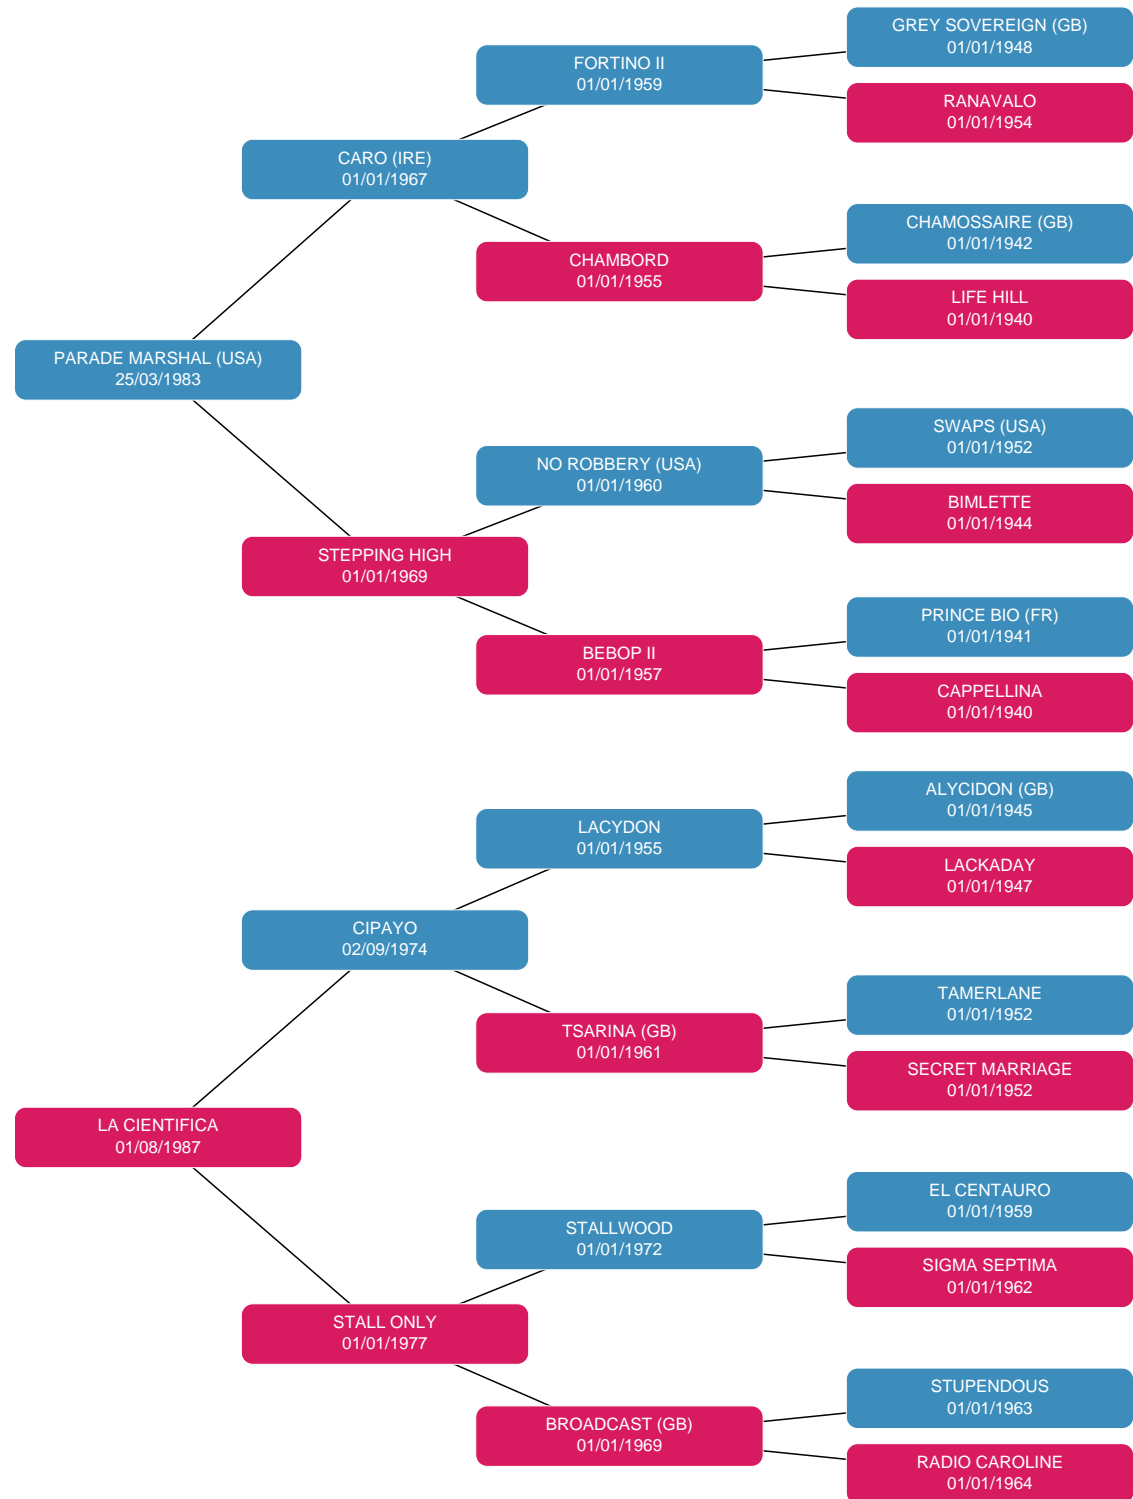 GREY SOVEREIGN (GB)
01/01/1948
FORTINO II
01/01/1959
RANAVALO
01/01/1954
CARO (IRE)
01/01/1967
CHAMOSSAIRE (GB)
01/01/1942
CHAMBORD
01/01/1955
LIFE HILL
01/01/1940
PARADE MARSHAL (USA)
25/03/1983
SWAPS (USA)
01/01/1952
NO ROBBERY (USA)
01/01/1960
BIMLETTE
01/01/1944
STEPPING HIGH
01/01/1969
PRINCE BIO (FR)
01/01/1941
BEBOP II
01/01/1957
CAPPELLINA
01/01/1940
ALYCIDON (GB)
01/01/1945
LACYDON
01/01/1955
LACKADAY
01/01/1947
CIPAYO
02/09/1974
TAMERLANE
01/01/1952
TSARINA (GB)
01/01/1961
SECRET MARRIAGE
01/01/1952
LA CIENTIFICA
01/08/1987
EL CENTAURO
01/01/1959
STALLWOOD
01/01/1972
SIGMA SEPTIMA
01/01/1962
STALL ONLY
01/01/1977
STUPENDOUS
01/01/1963
BROADCAST (GB)
01/01/1969
RADIO CAROLINE
01/01/1964